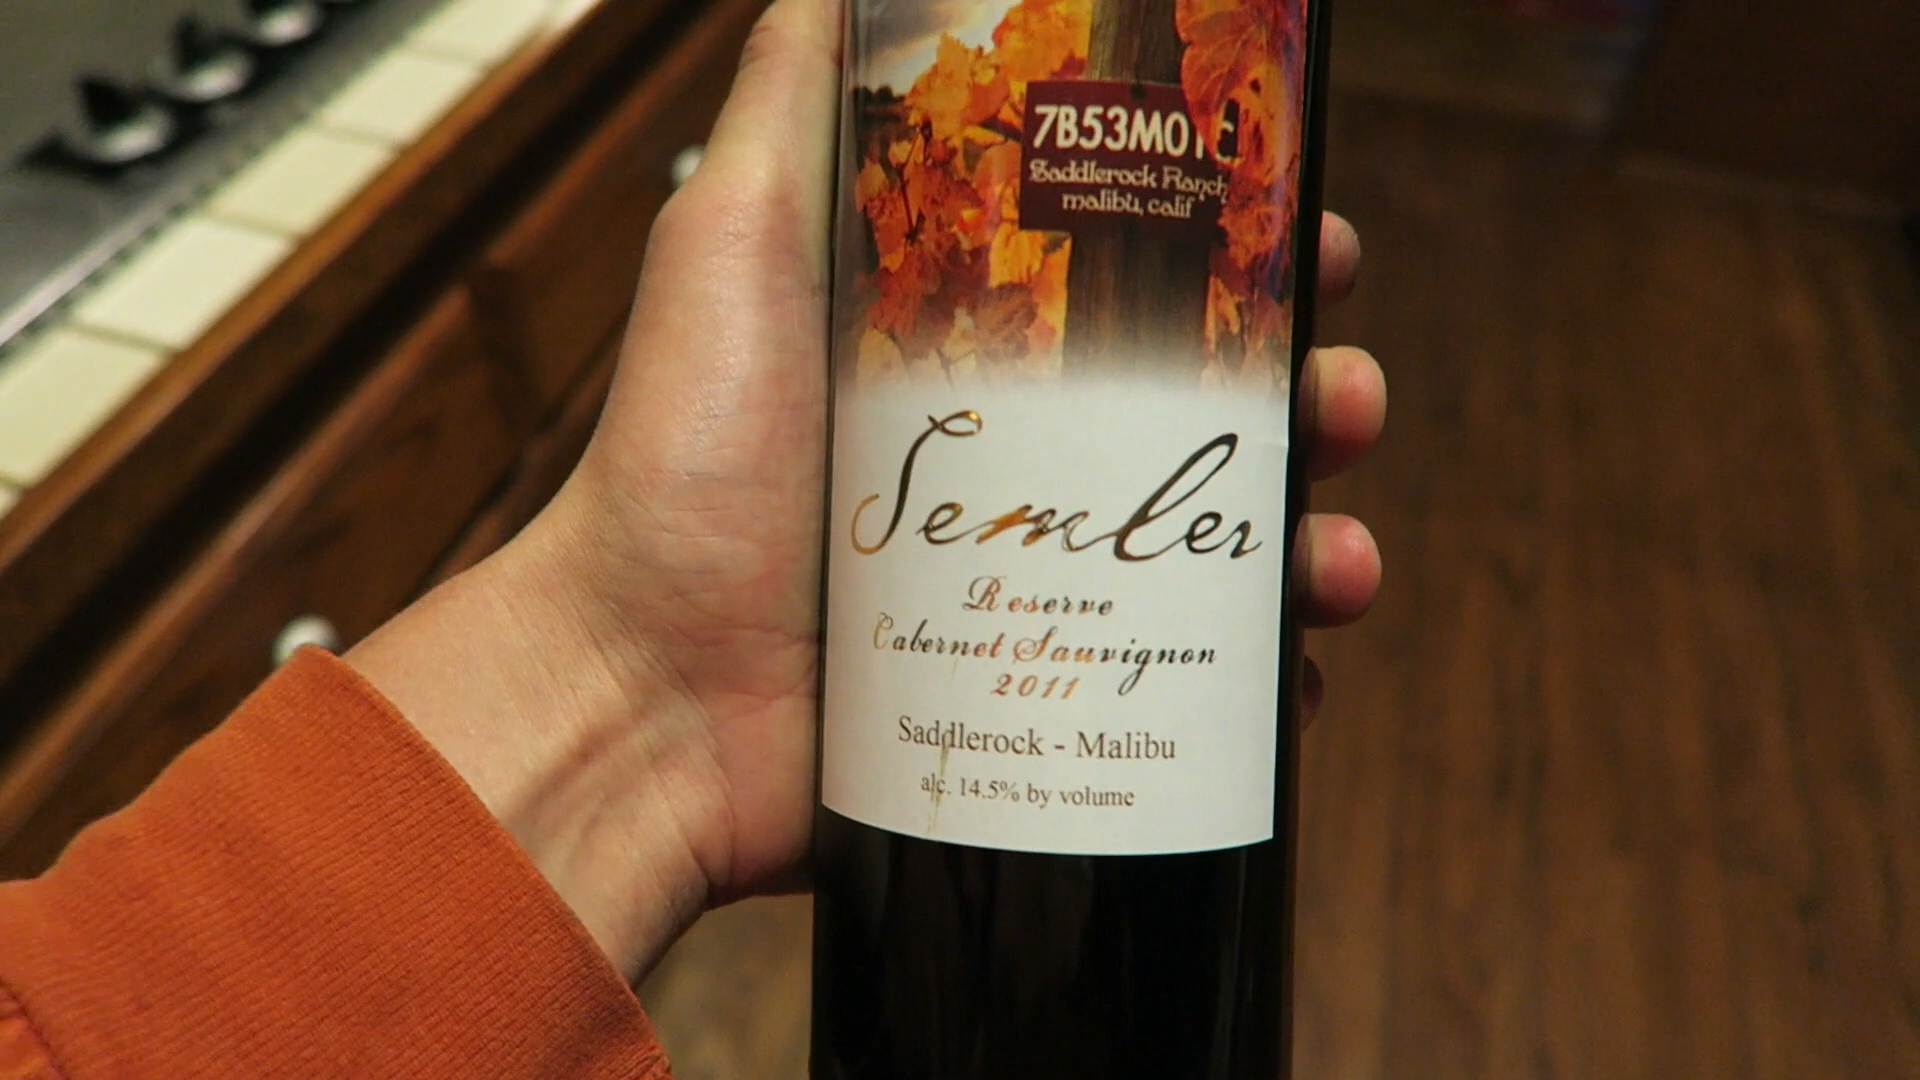 Saddlerock Ranch
malibu, calif
Semler
Reserve
Cabernet Sauvignon
2011
Saddlerock - Malibu
alc. 14.5% by volume